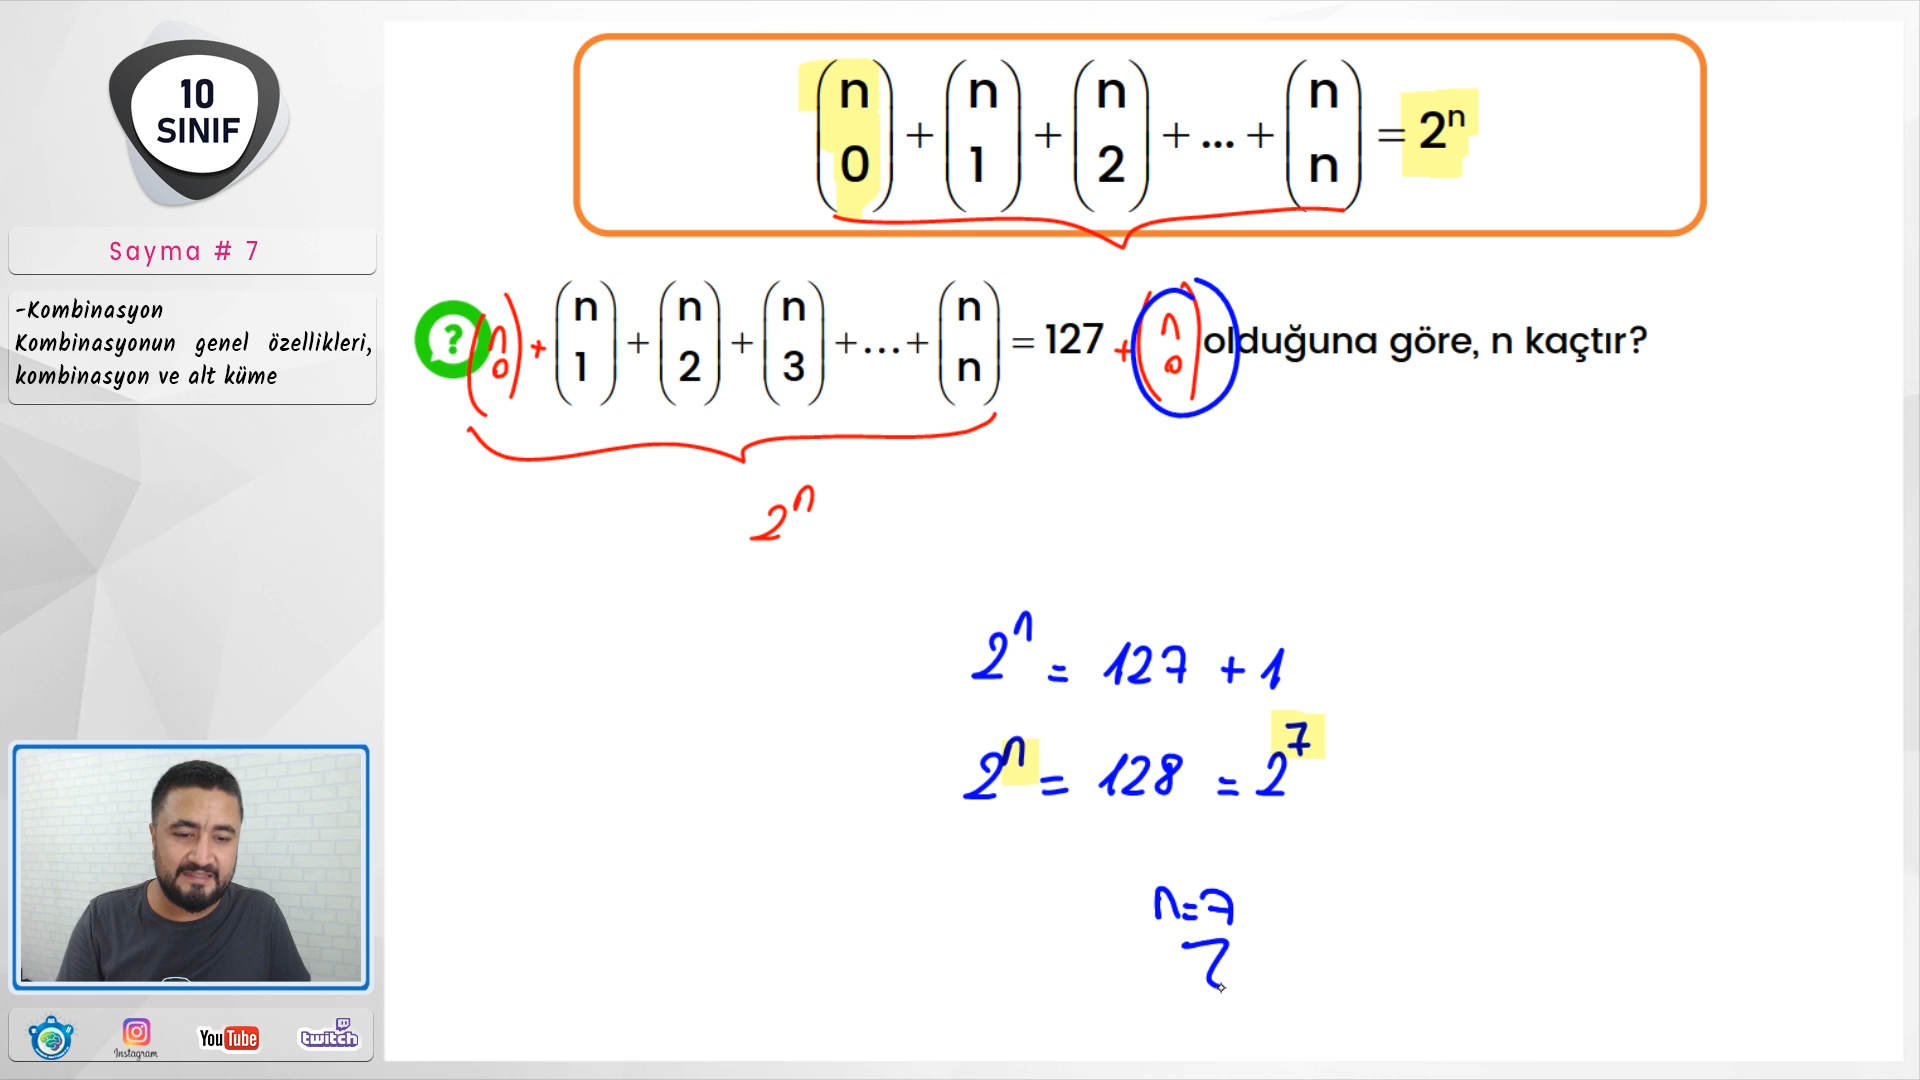 10
SINIF
Sayma # 7
-Kombinasyon
Kombinasyonun genel özellikleri,
kombinasyon ve alt küme
(n 0) + (n 1) + (n 2) + ... + (n n) = 2ⁿ
? (n 0) + (n 1) + (n 2) + (n 3) + ... + (n n) = 127 + (n 0) olduğuna göre, n kaçtır?
2ⁿ
2ⁿ = 127 + 1
2ⁿ = 128 = 2⁷
n=7
Instagram
YouTube
twitch